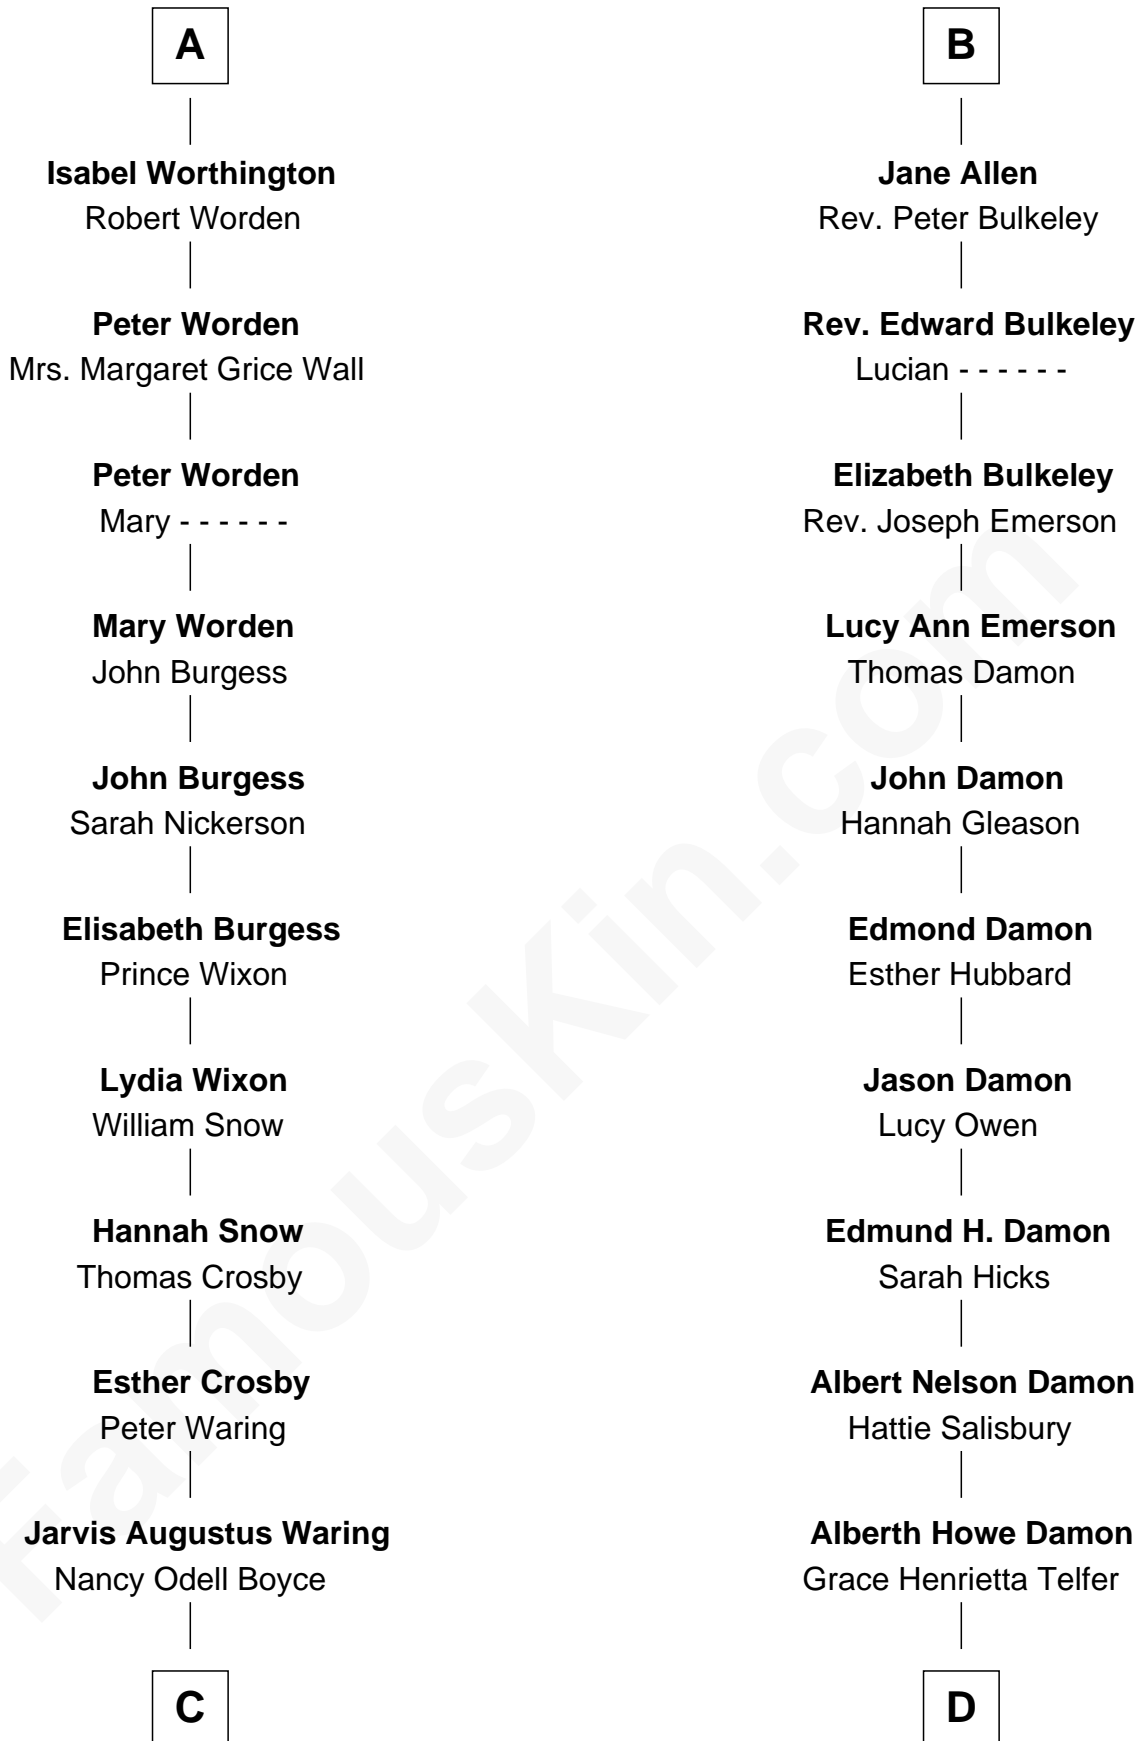 A
Isabel Worthington
Robert Worden
Peter Worden
Mrs. Margaret Grice Wall
Peter Worden
Mary - - - - - -
Mary Worden
John Burgess
John Burgess
Sarah Nickerson
Elisabeth Burgess
Prince Wixon
Lydia Wixon
William Snow
Hannah Snow
Thomas Crosby
Esther Crosby
Peter Waring
Jarvis Augustus Waring
Nancy Odell Boyce
C
B
Jane Allen
Rev. Peter Bulkeley
Rev. Edward Bulkeley
Lucian - - - - - -
Elizabeth Bulkeley
Rev. Joseph Emerson
Lucy Ann Emerson
Thomas Damon
John Damon
Hannah Gleason
Edmond Damon
Esther Hubbard
Jason Damon
Lucy Owen
Edmund H. Damon
Sarah Hicks
Albert Nelson Damon
Hattie Salisbury
Alberth Howe Damon
Grace Henrietta Telfer
D
FamousKin.com